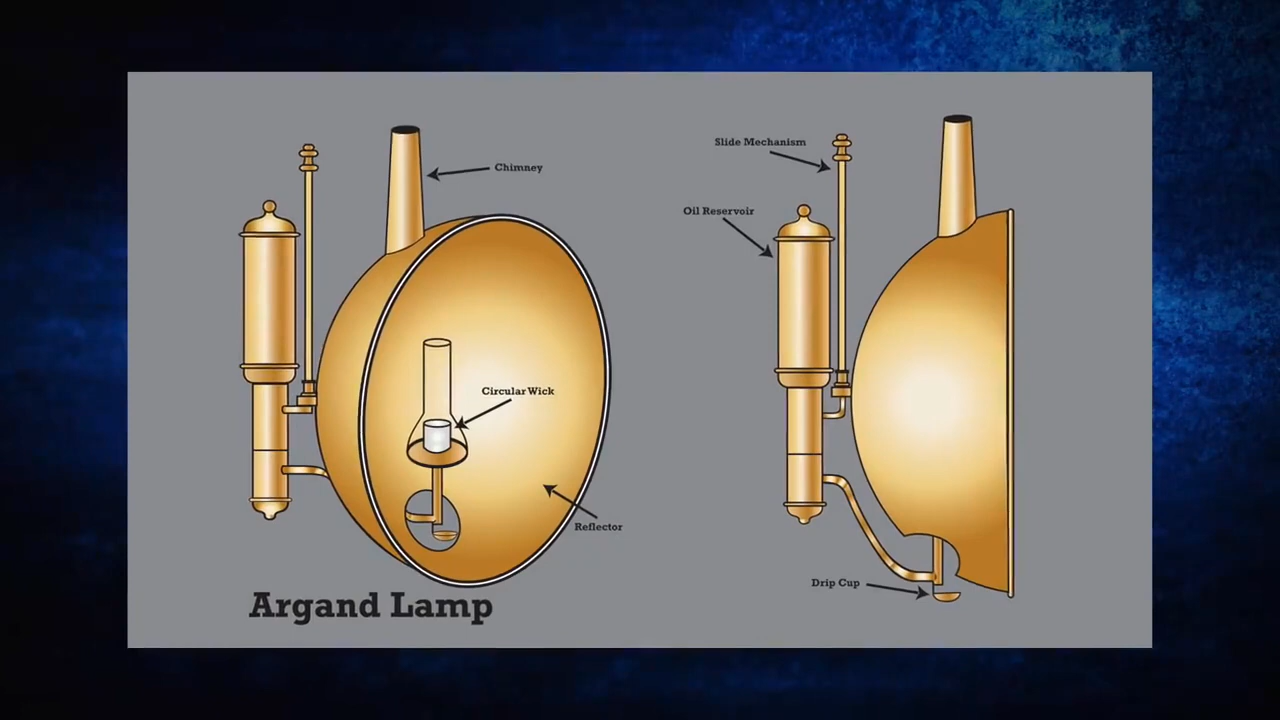 Chimney
Circular Wick
Reflector
Argand Lamp
Slide Mechanism
Oil Reservoir
Drip Cup